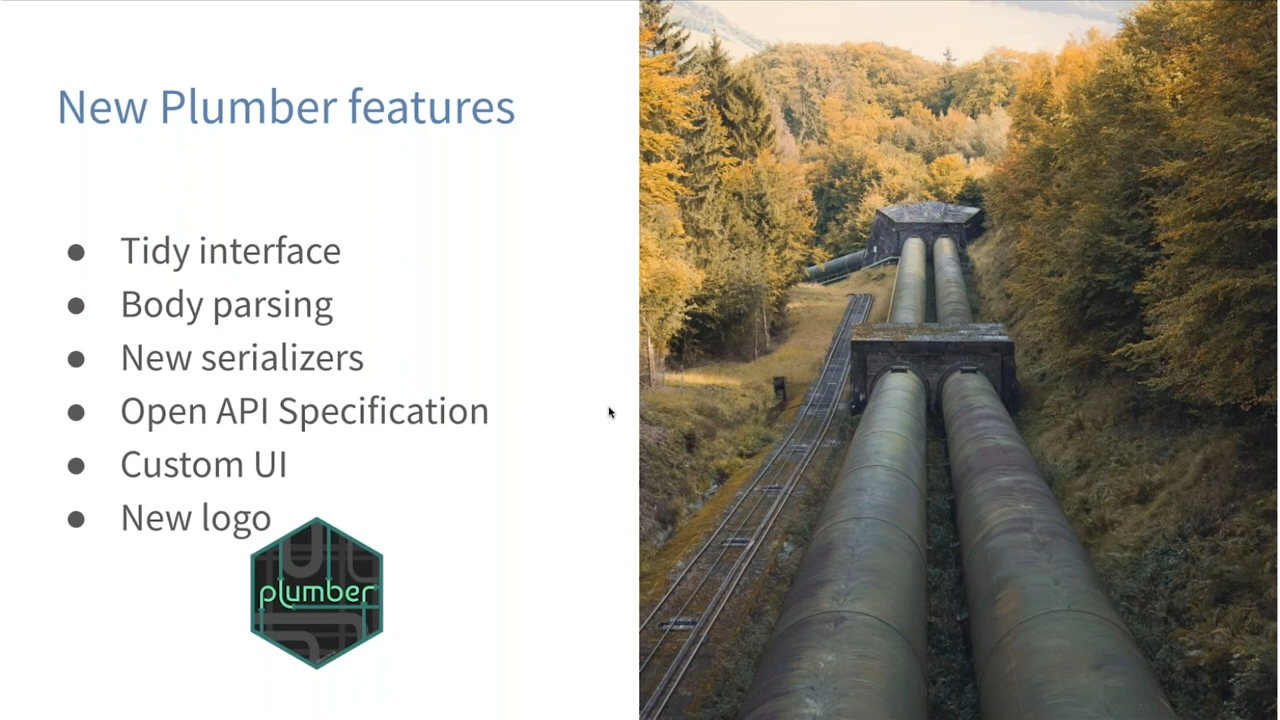 New Plumber features
● Tidy interface
● Body parsing
● New serializers
● Open API Specification
● Custom UI
● New logo
plumber